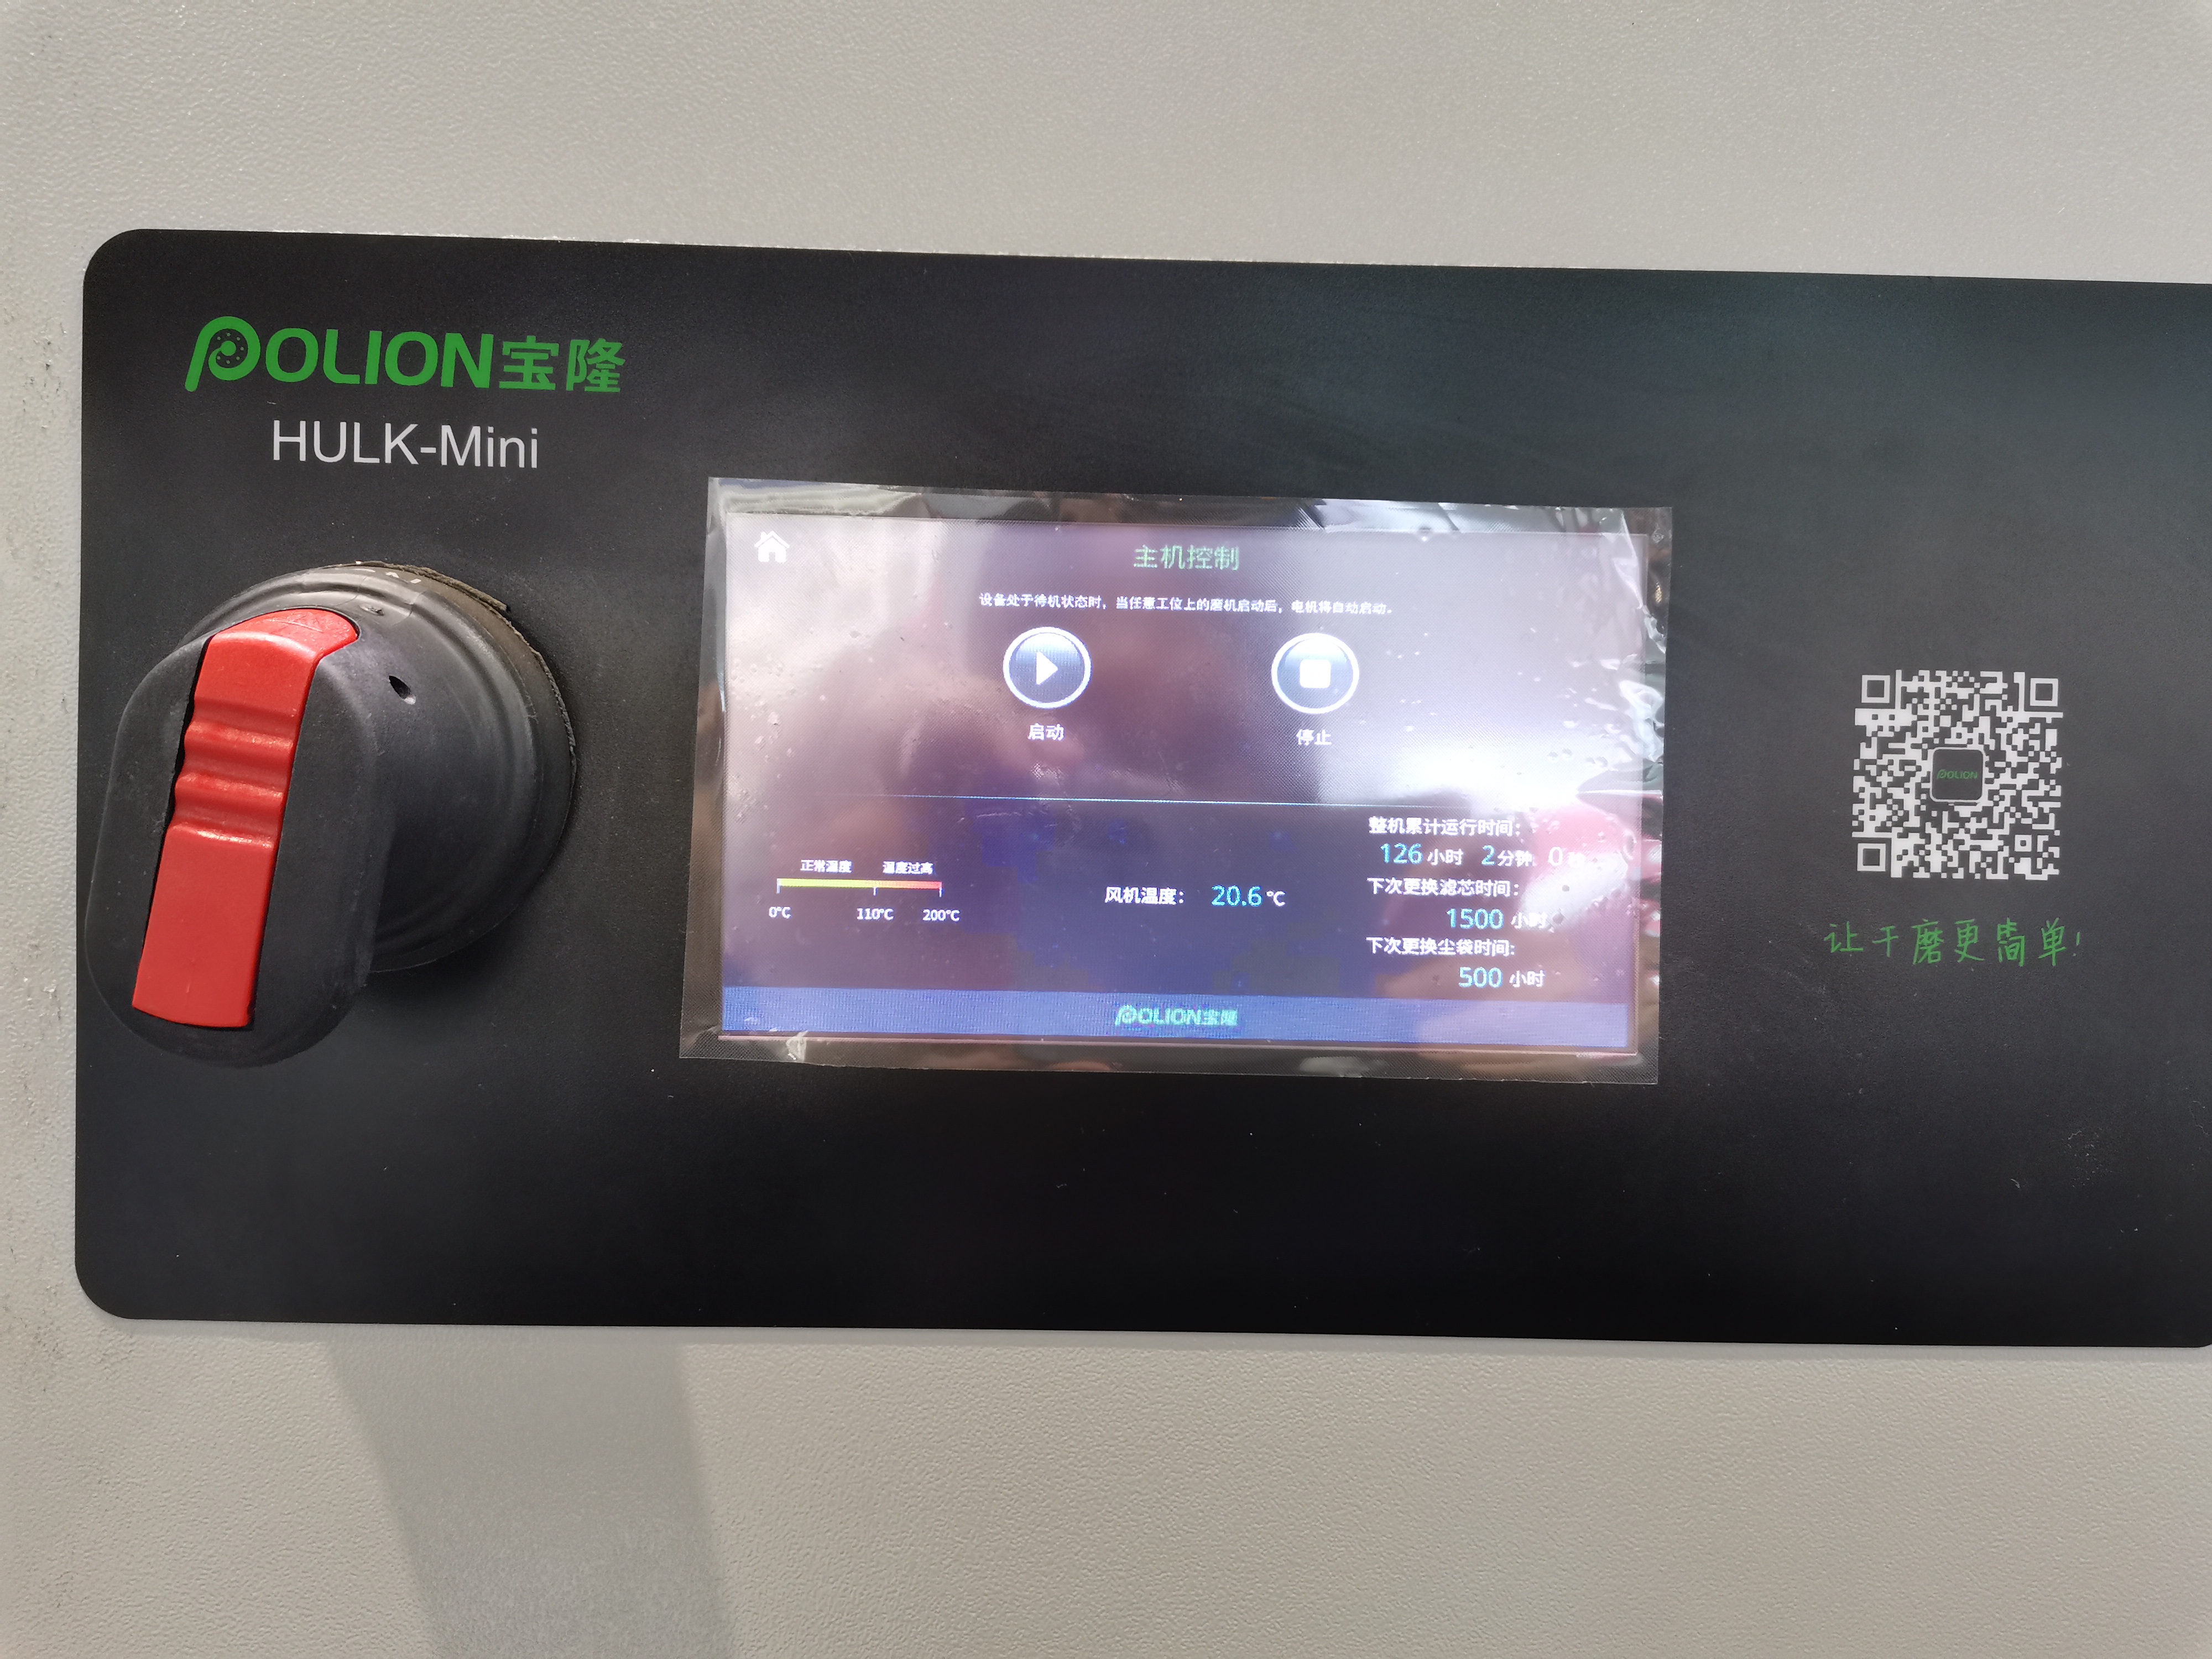 POLION宝隆
HULK-Mini
主机控制
设备处于待机状态时，当任意工位上的磨机启动后，电机将自动启动。
启动
停止
正常温度 温度过高
0℃ 110℃ 200℃
风机温度： 20.6 ℃
整机累计运行时间：
126 小时 2 分钟 0
下次更换滤芯时间：
1500 小时
下次更换尘袋时间：
500 小时
POLION宝隆
POLION
让干磨更简单！